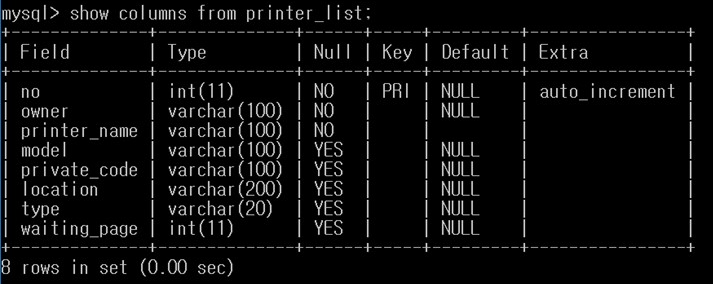 mysql> show columns from printer_list;
+--------------+--------------+------+-----+---------+----------------+
| Field | Type | Null | Key | Default | Extra |
+--------------+--------------+------+-----+---------+----------------+
| no | int(11) | NO | PRI | NULL | auto_increment |
| owner | varchar(100) | NO | | NULL | |
| printer_name | varchar(100) | NO | | | |
| model | varchar(100) | YES | | NULL | |
| private_code | varchar(100) | YES | | NULL | |
| location | varchar(200) | YES | | NULL | |
| type | varchar(20) | YES | | NULL | |
| waiting_page | int(11) | YES | | NULL | |
+--------------+--------------+------+-----+---------+----------------+
8 rows in set (0.00 sec)